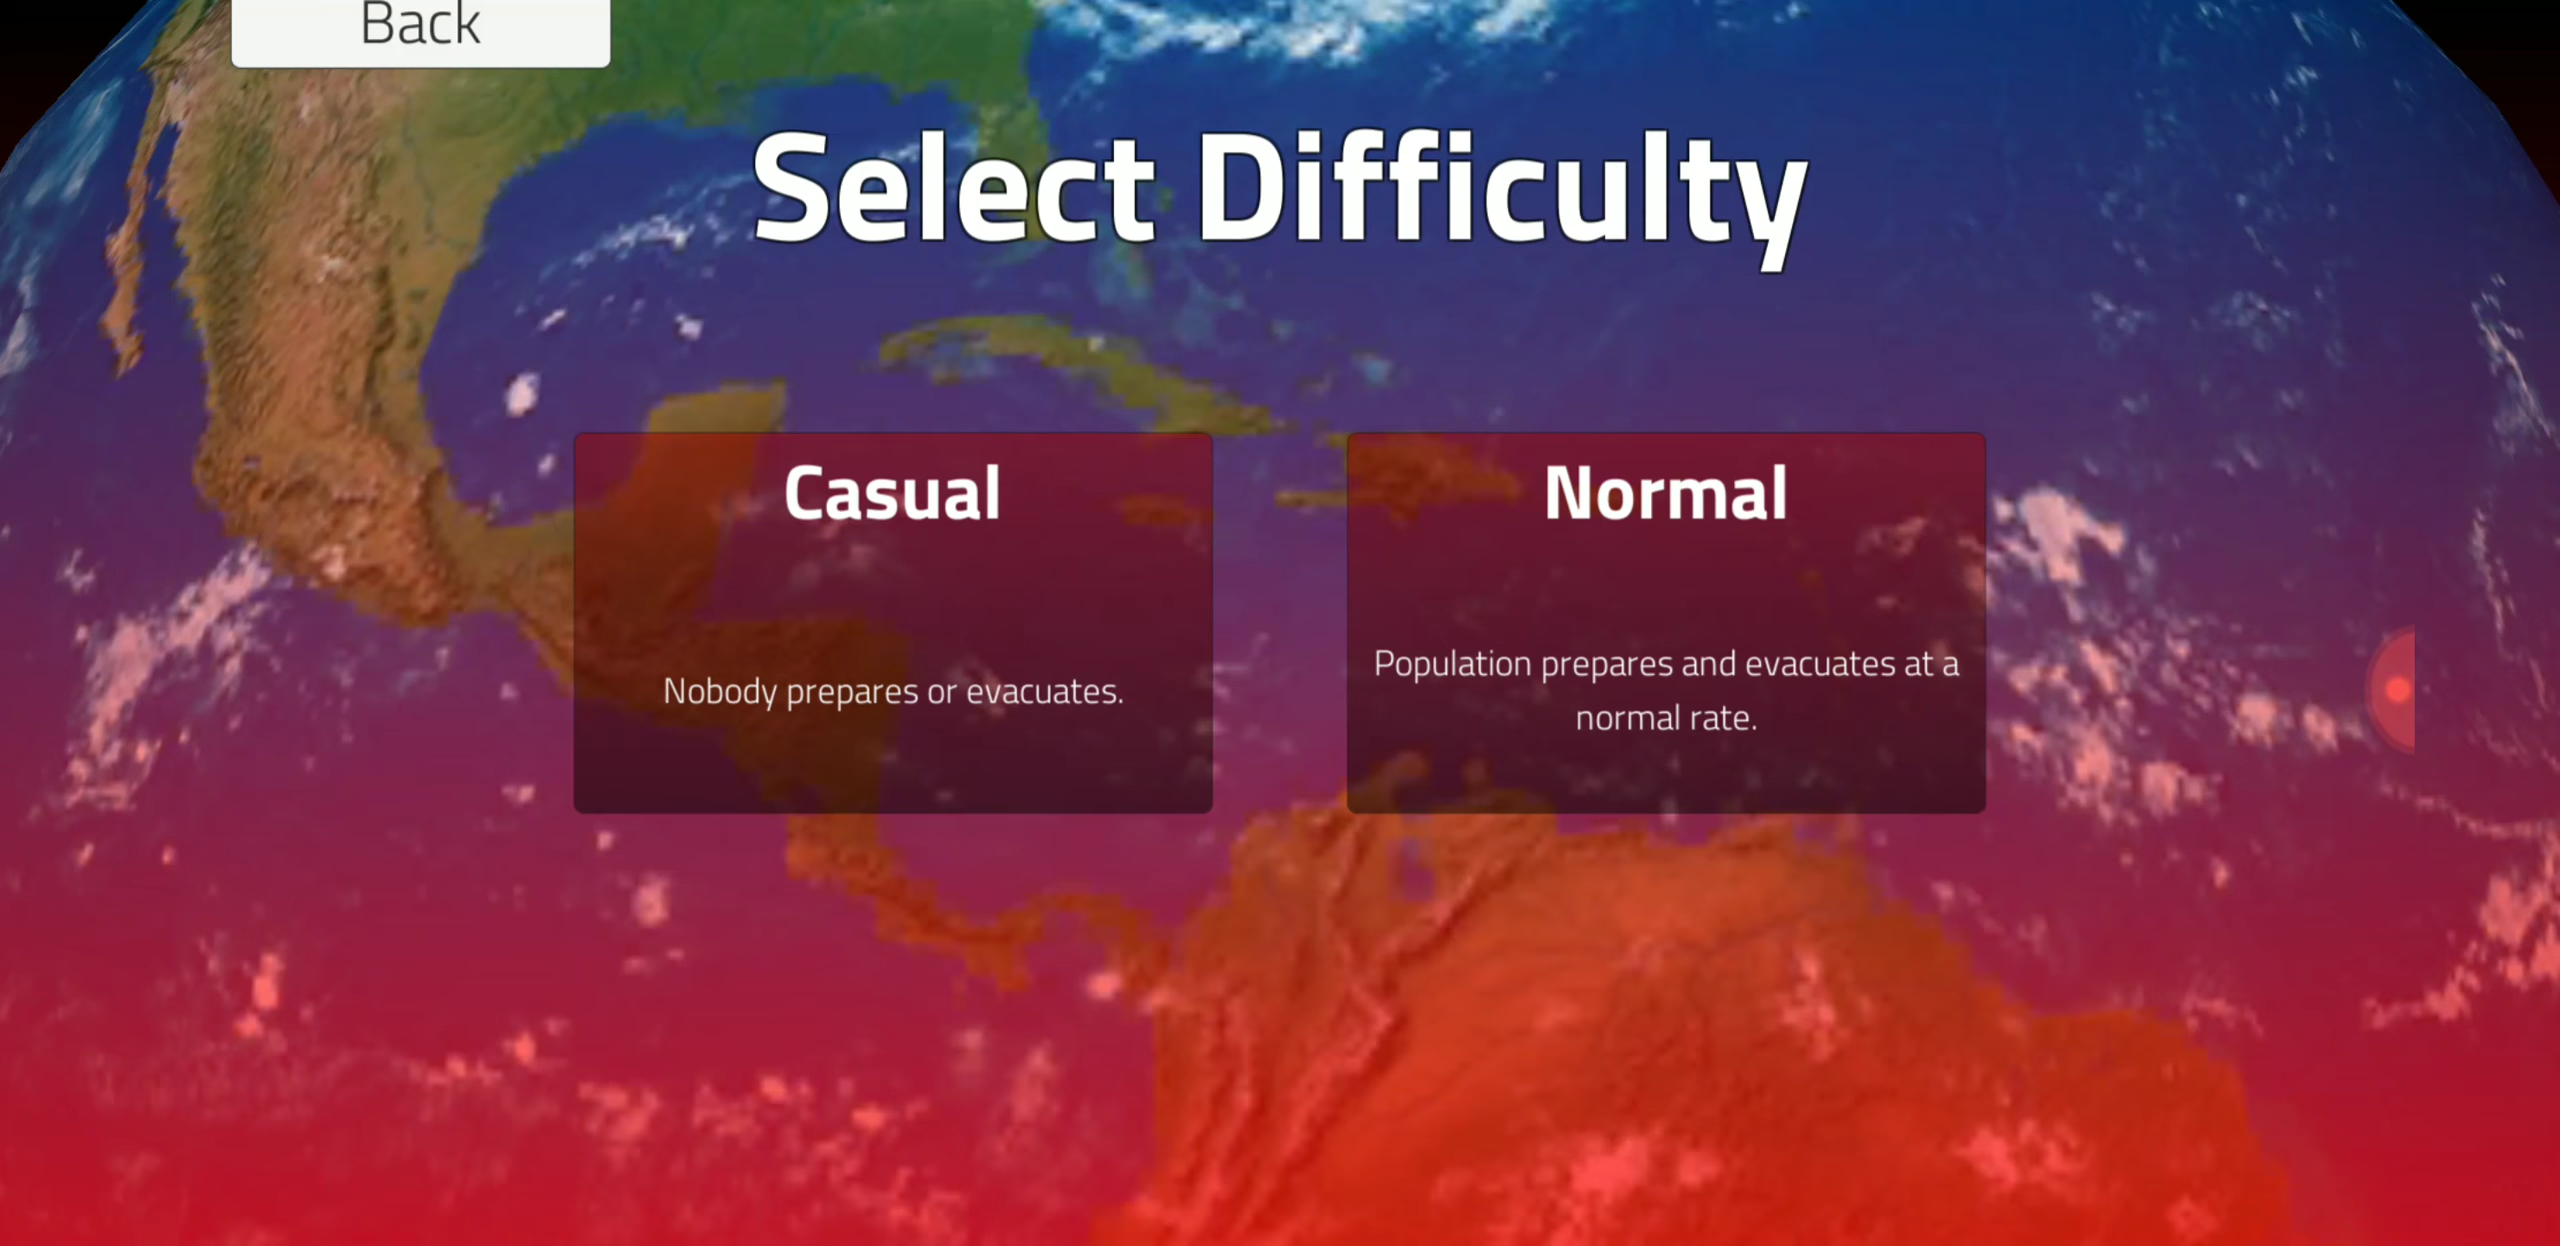 Back
Select Difficulty
Casual
Nobody prepares or evacuates.
Normal
Population prepares and evacuates at a
normal rate.